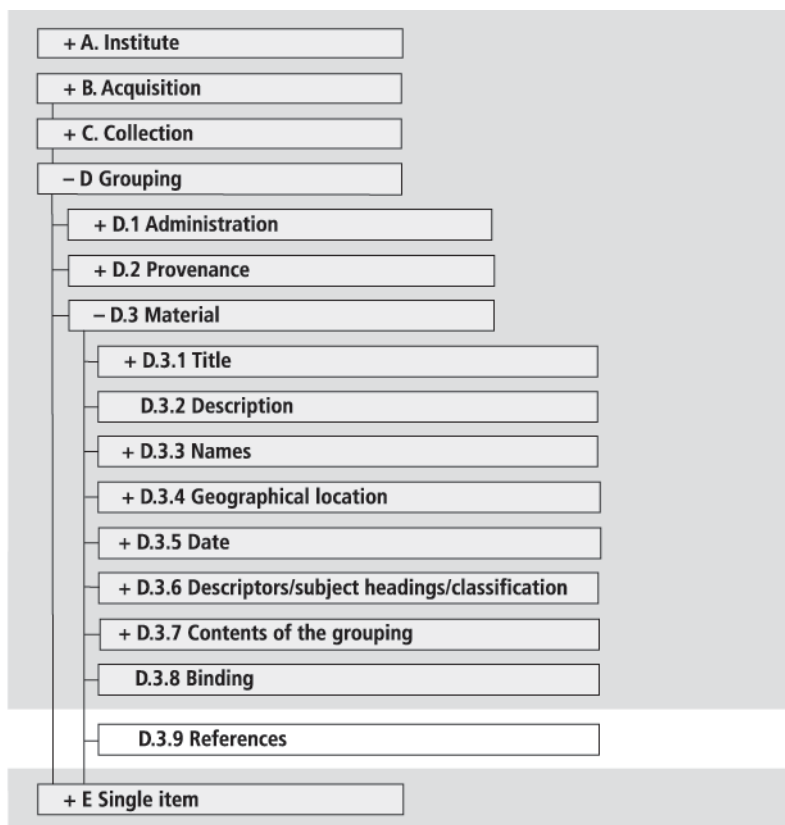 + A. Institute
+ B. Acquisition
+ C. Collection
– D Grouping
+ D.1 Administration
+ D.2 Provenance
– D.3 Material
+ D.3.1 Title
D.3.2 Description
+ D.3.3 Names
+ D.3.4 Geographical location
+ D.3.5 Date
+ D.3.6 Descriptors/subject headings/classification
+ D.3.7 Contents of the grouping
D.3.8 Binding
D.3.9 References
+ E Single item